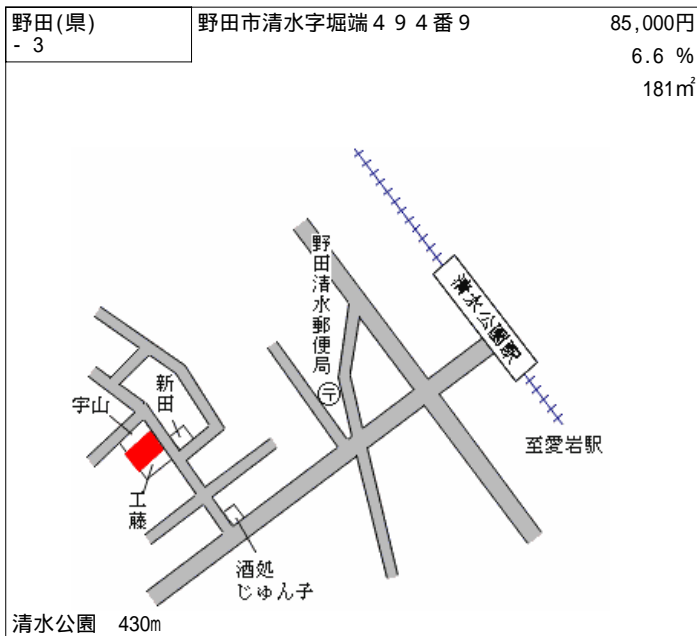 野田(県)
- 3
野田市清水字堀端４９４番９
85,000円
6.6 %
181㎡
野田清水郵便局
〒
清水公園駅
至愛岩駅
新田
宇山
工藤
酒処
じゅん子
清水公園 430m